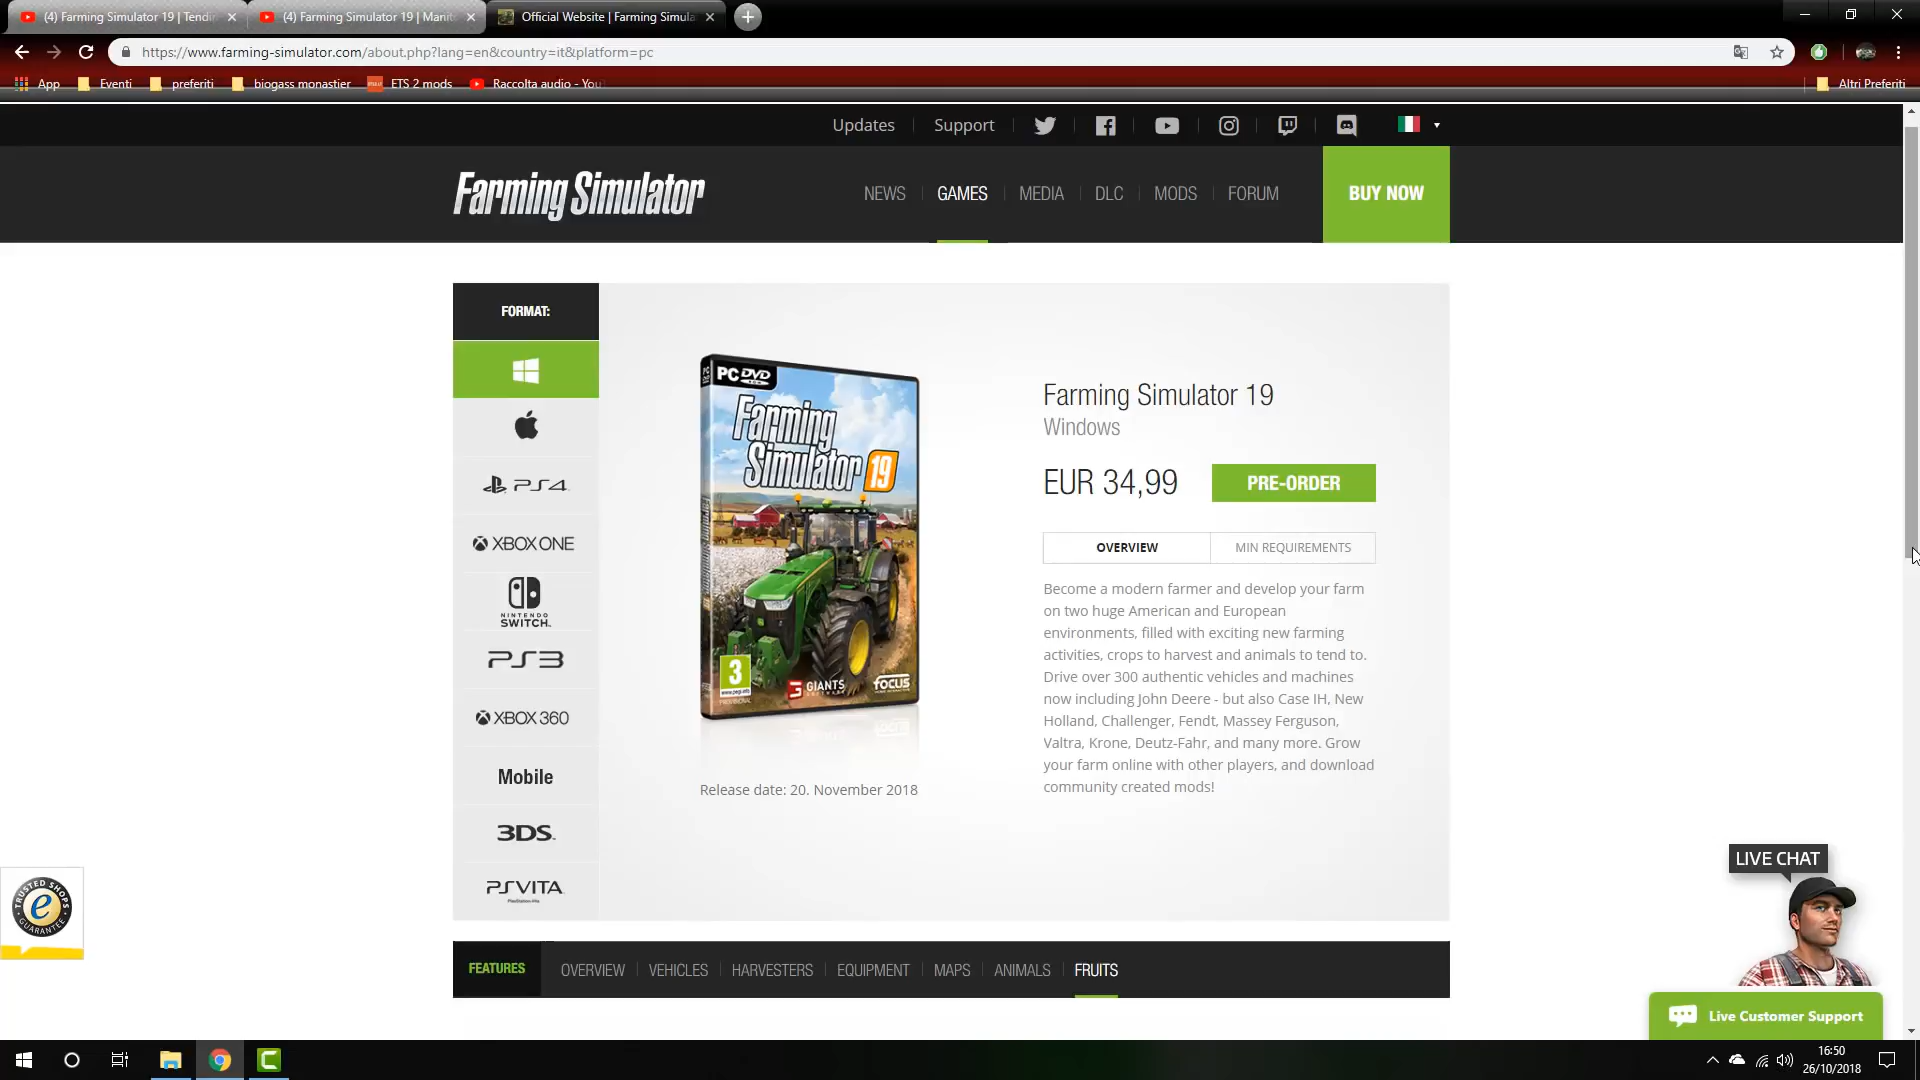 (4) Farming Simulator 19 | Tendi
(4) Farming Simulator 19 | Manit
Official Website | Farming Simula
https://www.farming-simulator.com/about.php?lang=en&country=it&platform=pc
App
Eventi
preferiti
biogass monastier
ETS 2 mods
Raccolta audio - You
Altri Preferiti
Updates
Support
Farming Simulator
NEWS
GAMES
MEDIA
DLC
MODS
FORUM
BUY NOW
FORMAT:
PS4
XBOX ONE
NINTENDO
SWITCH
PS3
XBOX 360
Mobile
3DS
PSVITA
PC DVD
Farming
Simulator 19
3
www.pegi.info
PROVISIONAL
GIANTS
SOFTWARE
FOCUS
HOME INTERACTIVE
Release date: 20. November 2018
Farming Simulator 19
Windows
EUR 34,99
PRE-ORDER
OVERVIEW
MIN REQUIREMENTS
Become a modern farmer and develop your farm
on two huge American and European
environments, filled with exciting new farming
activities, crops to harvest and animals to tend to.
Drive over 300 authentic vehicles and machines
now including John Deere - but also Case IH, New
Holland, Challenger, Fendt, Massey Ferguson,
Valtra, Krone, Deutz-Fahr, and many more. Grow
your farm online with other players, and download
community created mods!
TRUSTED SHOPS
e
GUARANTEE
LIVE CHAT
Live Customer Support
FEATURES
OVERVIEW
VEHICLES
HARVESTERS
EQUIPMENT
MAPS
ANIMALS
FRUITS
16:50
26/10/2018